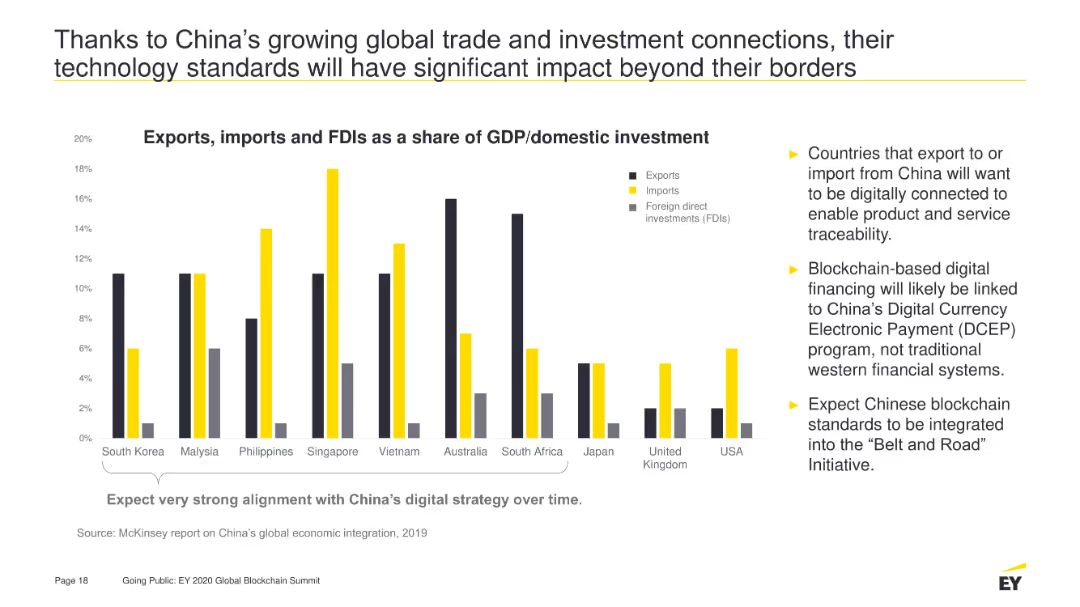 Thanks to China’s growing global trade and investment connections, their
technology standards will have significant impact beyond their borders
Exports, imports and FDIs as a share of GDP/domestic investment
20%
18%
16%
14%
12%
10%
8%
6%
4%
2%
0%
Exports
Imports
Foreign direct
investments (FDIs)
South Korea Malysia Philippines Singapore Vietnam Australia South Africa Japan United USA
Kingdom
Expect very strong alignment with China’s digital strategy over time.
Source: McKinsey report on China’s global economic integration, 2019
Countries that export to or
import from China will want
to be digitally connected to
enable product and service
traceability.
Blockchain-based digital
financing will likely be linked
to China’s Digital Currency
Electronic Payment (DCEP)
program, not traditional
western financial systems.
Expect Chinese blockchain
standards to be integrated
into the “Belt and Road”
Initiative.
Page 18 Going Public: EY 2020 Global Blockchain Summit
EY